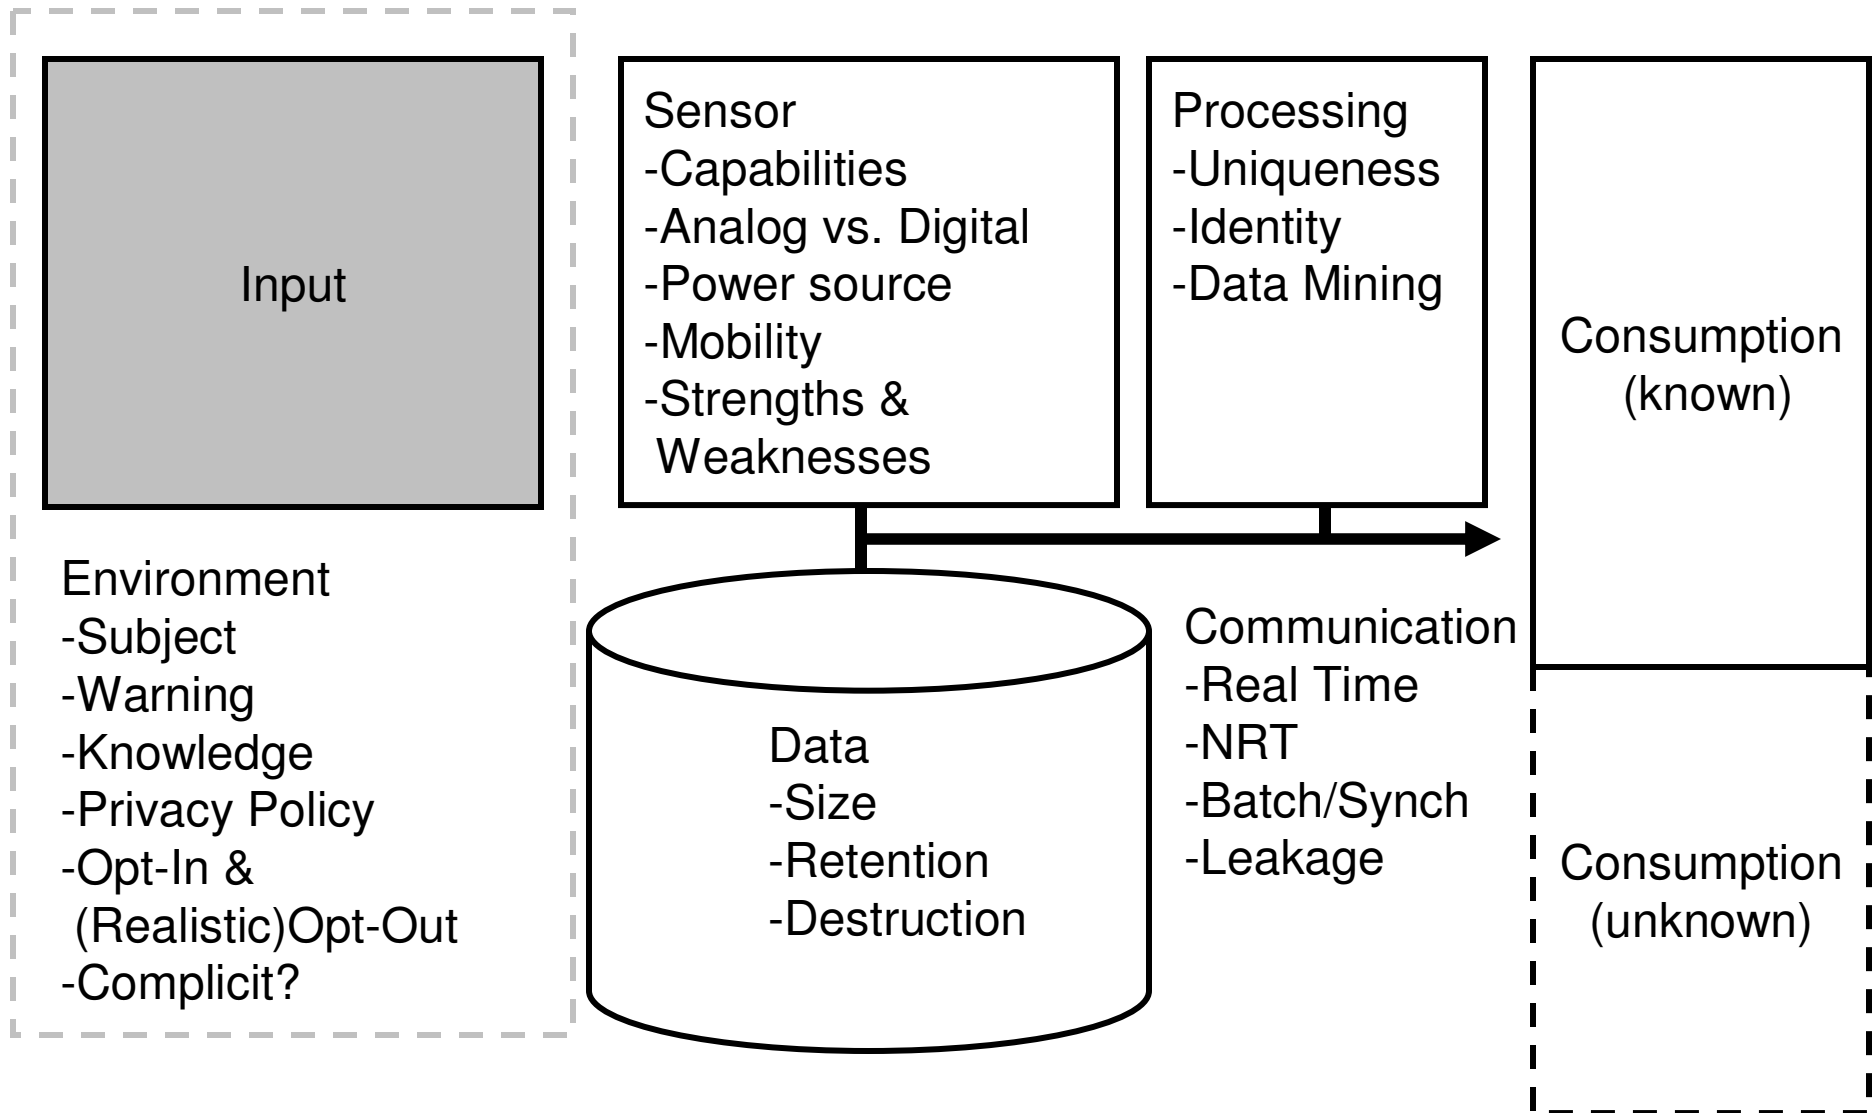 Input
Environment
-Subject
-Warning
-Knowledge
-Privacy Policy
-Opt-In &
(Realistic)Opt-Out
-Complicit?
Sensor
-Capabilities
-Analog vs. Digital
-Power source
-Mobility
-Strengths &
Weaknesses
Data
-Size
-Retention
-Destruction
Processing
-Uniqueness
-Identity
-Data Mining
Communication
-Real Time
-NRT
-Batch/Synch
-Leakage
Consumption
(known)
Consumption
(unknown)